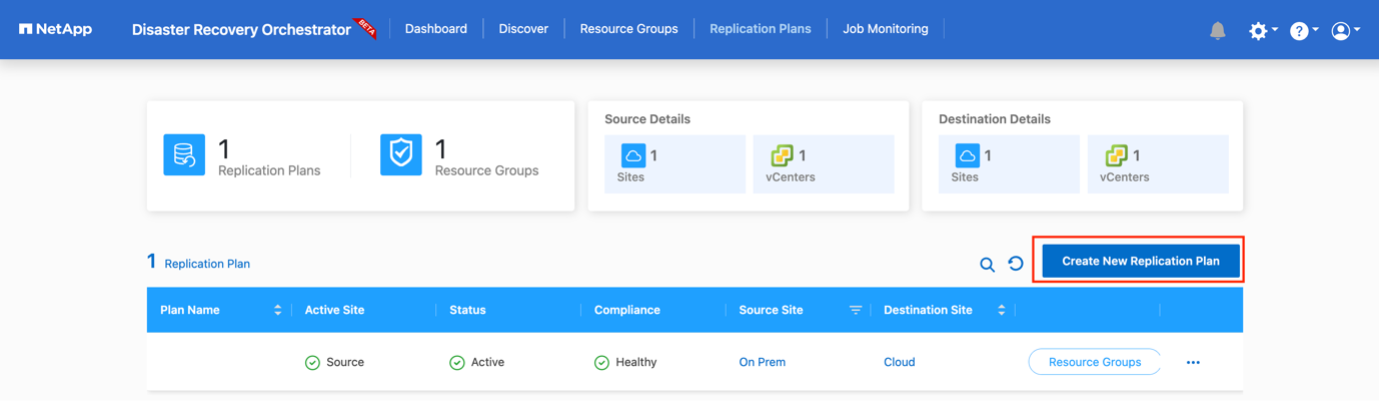 NetApp Disaster Recovery Orchestrator BETA Dashboard Discover Resource Groups Replication Plans Job Monitoring ?
1
Replication Plans
1
Resource Groups
Source Details
1
Sites
1
vCenters
Destination Details
1
Sites
1
vCenters
1 Replication Plan
Create New Replication Plan
Plan Name Active Site Status Compliance Source Site Destination Site
Source Active Healthy On Prem Cloud Resource Groups ...